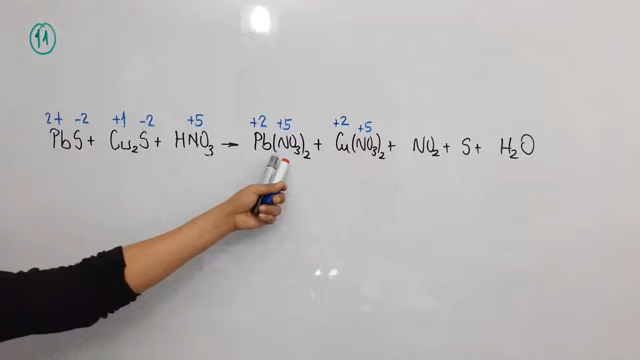 11
2+ -2 +1 -2 +5 +2 +5 +2 +5
PbS + Cu₂S + HNO₃ → Pb(NO₃)₂ + Cu(NO₃)₂ + NO₂ + S + H₂O